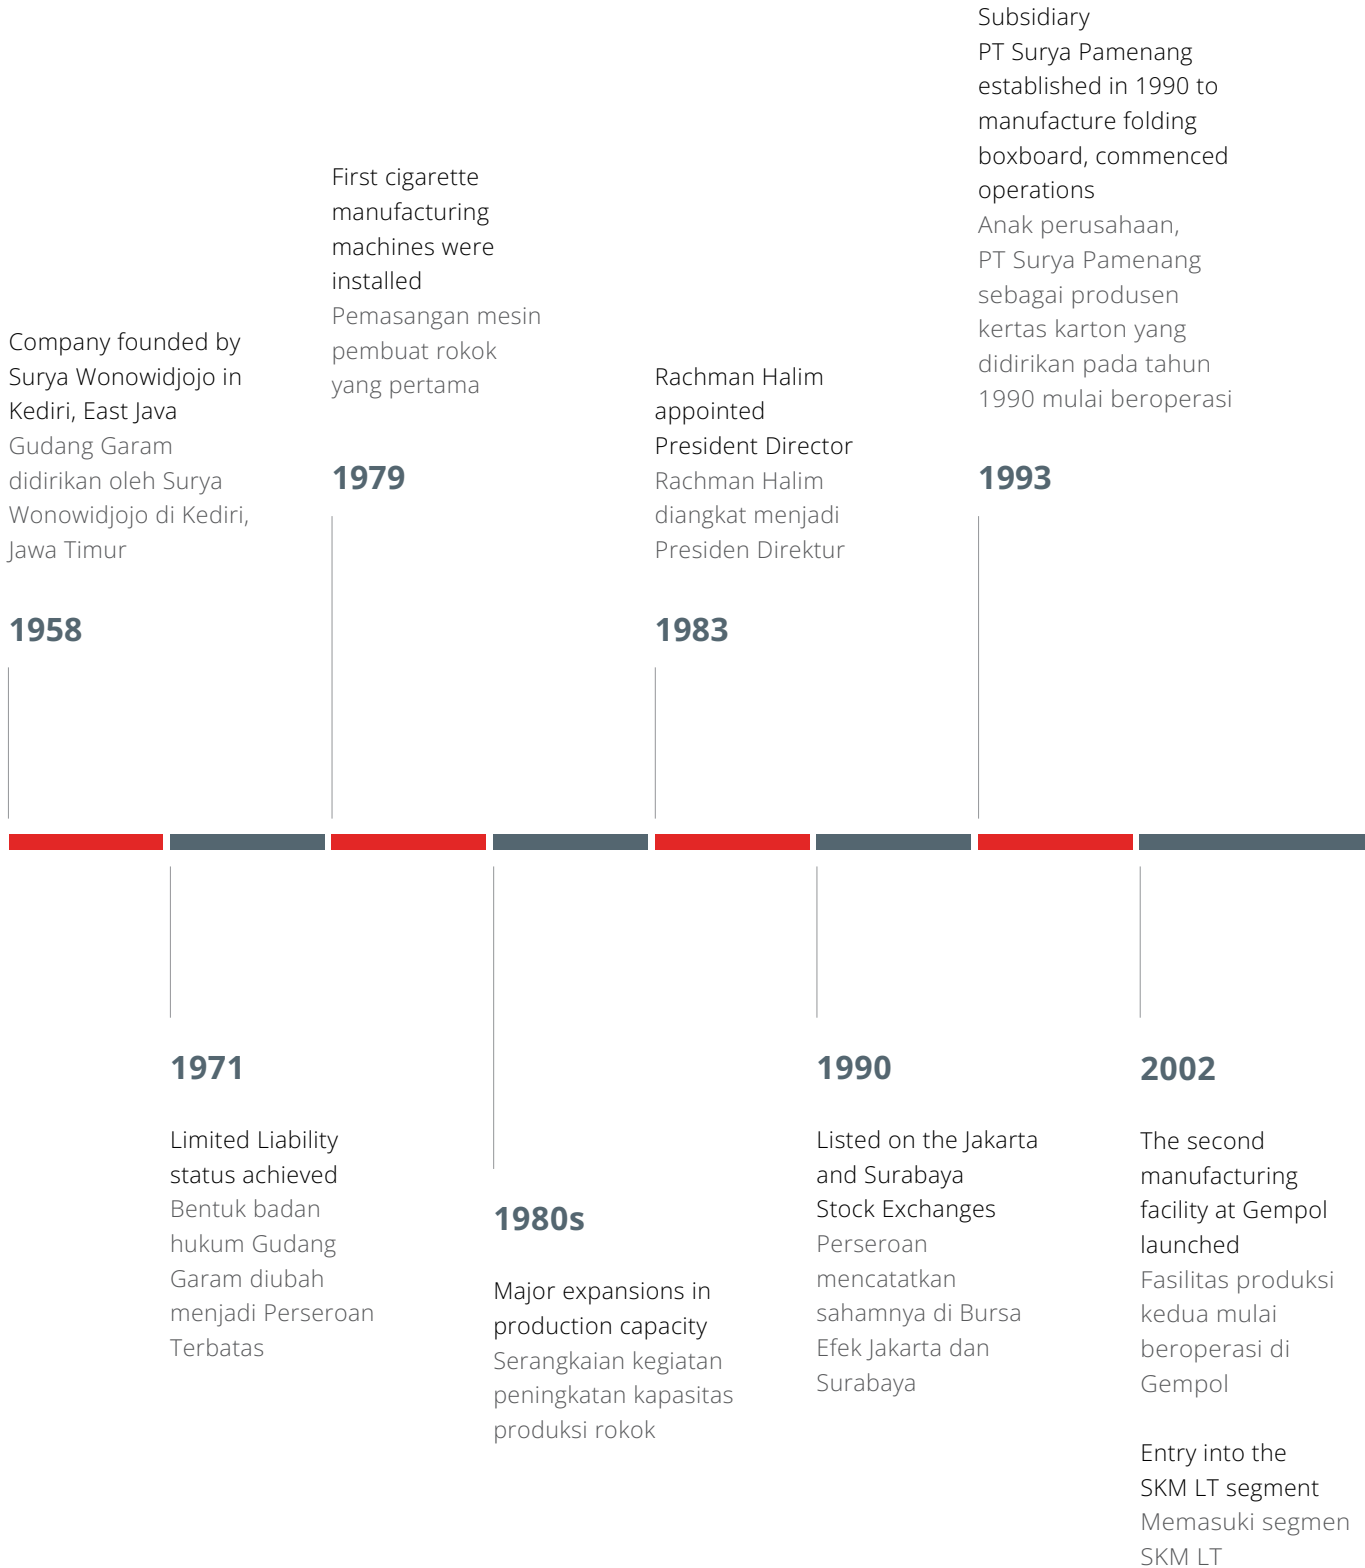 Company founded by
Surya Wonowidjojo in
Kediri, East Java
Gudang Garam
didirikan oleh Surya
Wonowidjojo di Kediri,
Jawa Timur
1958
1971
Limited Liability
status achieved
Bentuk badan
hukum Gudang
Garam diubah
menjadi Perseroan
Terbatas
First cigarette
manufacturing
machines were
installed
Pemasangan mesin
pembuat rokok
yang pertama
1979
1980s
Major expansions in
production capacity
Serangkaian kegiatan
peningkatan kapasitas
produksi rokok
Rachman Halim
appointed
President Director
Rachman Halim
diangkat menjadi
Presiden Direktur
1983
1990
Listed on the Jakarta
and Surabaya
Stock Exchanges
Perseroan
mencatatkan
sahamnya di Bursa
Efek Jakarta dan
Surabaya
Subsidiary
PT Surya Pamenang
established in 1990 to
manufacture folding
boxboard, commenced
operations
Anak perusahaan,
PT Surya Pamenang
sebagai produsen
kertas karton yang
didirikan pada tahun
1990 mulai beroperasi
1993
2002
The second
manufacturing
facility at Gempol
launched
Fasilitas produksi
kedua mulai
beroperasi di
Gempol
Entry into the
SKM LT segment
Memasuki segmen
SKM LT